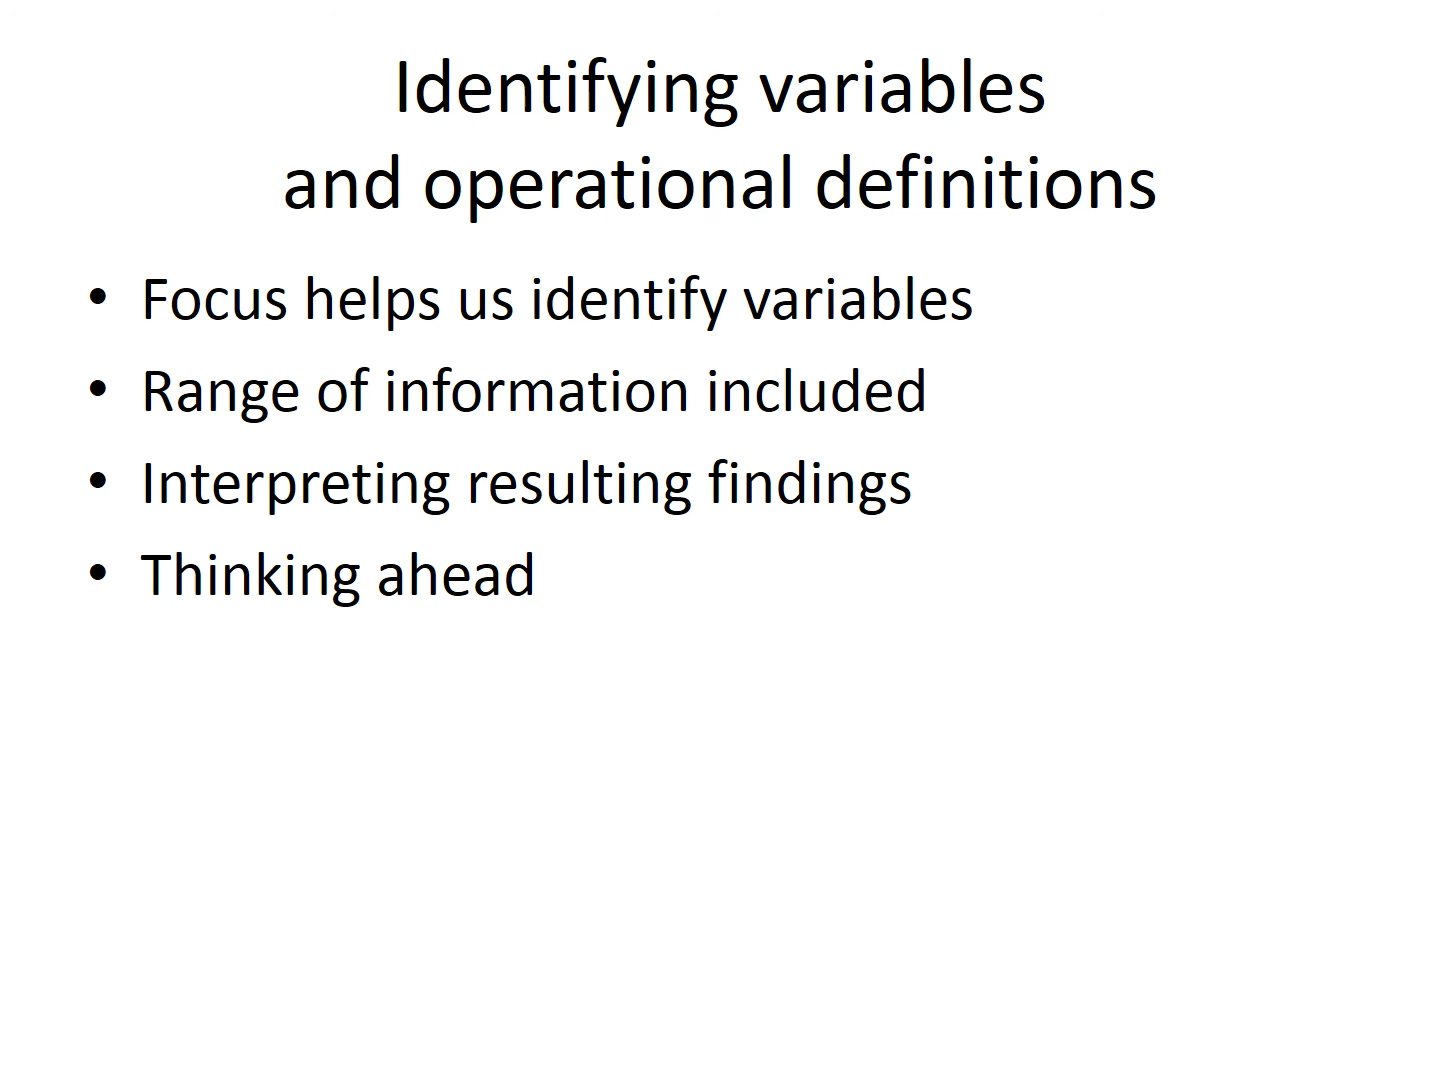 Identifying variables
and operational definitions
• Focus helps us identify variables
• Range of information included
• Interpreting resulting findings
• Thinking ahead